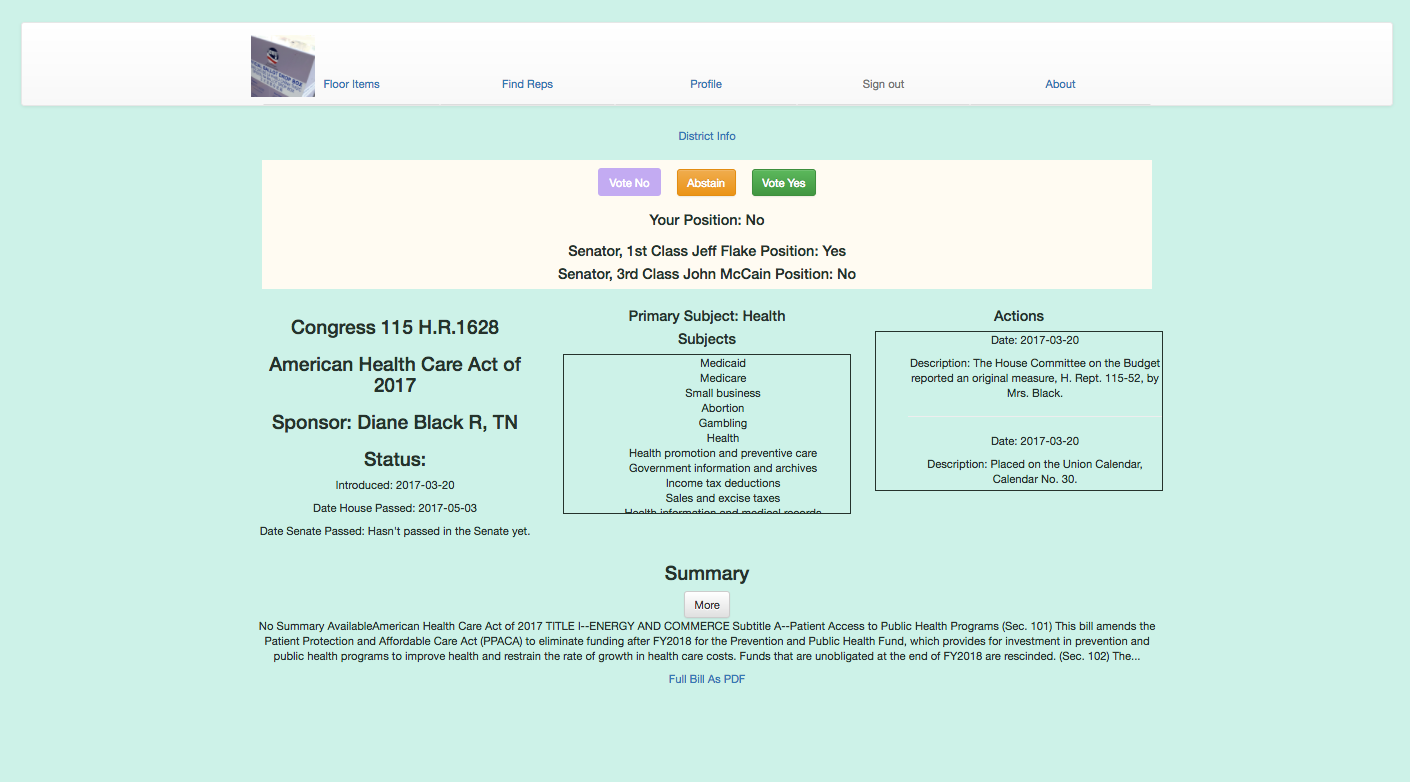 Floor Items
Find Reps
Profile
Sign out
About
District Info
Vote No
Abstain
Vote Yes
Your Position: No
Senator, 1st Class Jeff Flake Position: Yes
Senator, 3rd Class John McCain Position: No
Congress 115 H.R.1628
American Health Care Act of
2017
Sponsor: Diane Black R, TN
Status:
Introduced: 2017-03-20
Date House Passed: 2017-05-03
Date Senate Passed: Hasn't passed in the Senate yet.
Primary Subject: Health
Subjects
Medicaid
Medicare
Small business
Abortion
Gambling
Health
Health promotion and preventive care
Government information and archives
Income tax deductions
Sales and excise taxes
Health information and medical records
Actions
Date: 2017-03-20
Description: The House Committee on the Budget
reported an original measure, H. Rept. 115-52, by
Mrs. Black.
Date: 2017-03-20
Description: Placed on the Union Calendar,
Calendar No. 30.
Summary
More
No Summary AvailableAmerican Health Care Act of 2017 TITLE I--ENERGY AND COMMERCE Subtitle A--Patient Access to Public Health Programs (Sec. 101) This bill amends the
Patient Protection and Affordable Care Act (PPACA) to eliminate funding after FY2018 for the Prevention and Public Health Fund, which provides for investment in prevention and
public health programs to improve health and restrain the rate of growth in health care costs. Funds that are unobligated at the end of FY2018 are rescinded. (Sec. 102) The...
Full Bill As PDF